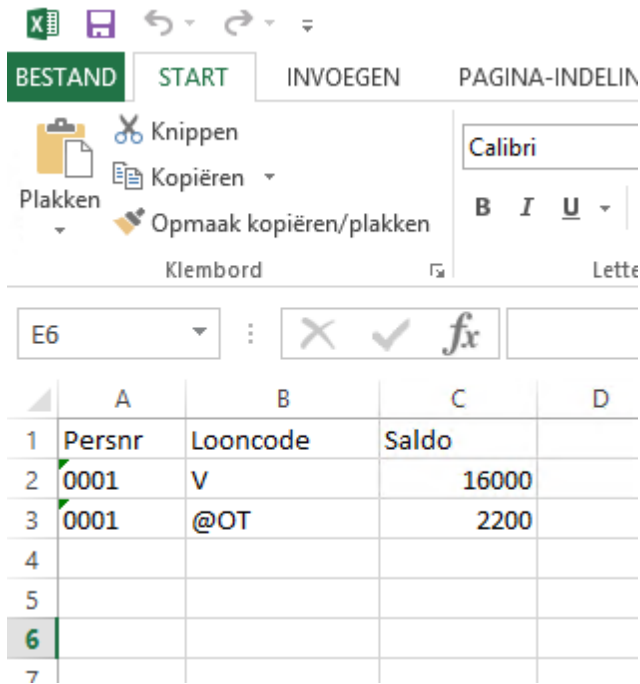 BESTAND START INVOEGEN PAGINA-INDELIN
Knippen
Kopiëren
Plakken
Opmaak kopiëren/plakken
Klembord
Calibri
B I U
Lette
E6 fx
A B C D
1 Persnr Looncode Saldo
2 0001 V 16000
3 0001 @OT 2200
4
5
6
7